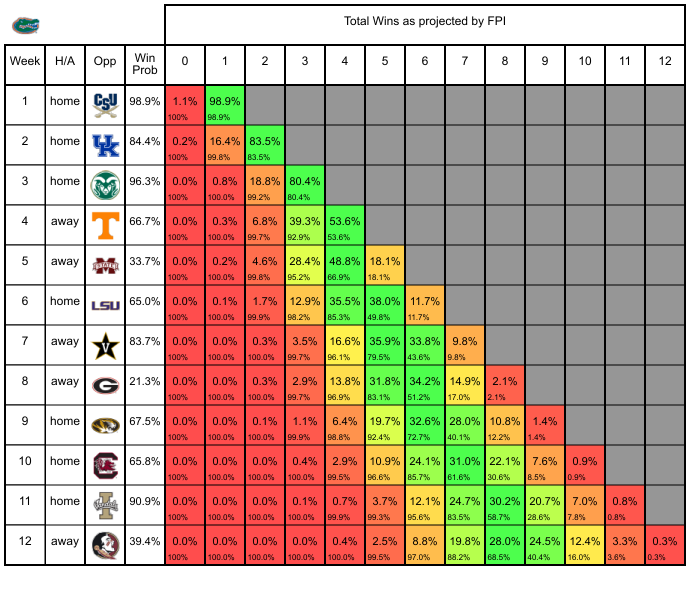 Total Wins as projected by FPI
Week H/A Opp Win Prob 0 1 2 3 4 5 6 7 8 9 10 11 12
1 home CSU 98.9% 1.1% 98.9%
100% 98.9%
2 home UK 84.4% 0.2% 16.4% 83.5%
100% 99.8% 83.5%
3 home 96.3% 0.0% 0.8% 18.8% 80.4%
100% 100.0% 99.2% 80.4%
4 away T 66.7% 0.0% 0.3% 6.8% 39.3% 53.6%
100% 100.0% 99.7% 92.9% 53.6%
5 away M STATE 33.7% 0.0% 0.2% 4.6% 28.4% 48.8% 18.1%
100% 100.0% 99.8% 95.2% 66.9% 18.1%
6 home LSU 65.0% 0.0% 0.1% 1.7% 12.9% 35.5% 38.0% 11.7%
100% 100.0% 99.9% 98.2% 85.3% 49.8% 11.7%
7 away V 83.7% 0.0% 0.0% 0.3% 3.5% 16.6% 35.9% 33.8% 9.8%
100% 100.0% 100.0% 99.7% 96.1% 79.5% 43.6% 9.8%
8 away G 21.3% 0.0% 0.0% 0.3% 2.9% 13.8% 31.8% 34.2% 14.9% 2.1%
100% 100.0% 100.0% 99.7% 96.9% 83.1% 51.2% 17.0% 2.1%
9 home 67.5% 0.0% 0.0% 0.1% 1.1% 6.4% 19.7% 32.6% 28.0% 10.8% 1.4%
100% 100.0% 100.0% 99.9% 98.8% 92.4% 72.7% 40.1% 12.2% 1.4%
10 home C 65.8% 0.0% 0.0% 0.0% 0.4% 2.9% 10.9% 24.1% 31.0% 22.1% 7.6% 0.9%
100% 100.0% 100.0% 100.0% 99.5% 96.6% 85.7% 61.6% 30.6% 8.5% 0.9%
11 home I 90.9% 0.0% 0.0% 0.0% 0.1% 0.7% 3.7% 12.1% 24.7% 30.2% 20.7% 7.0% 0.8%
100% 100.0% 100.0% 100.0% 99.9% 99.3% 95.6% 83.5% 58.7% 28.6% 7.8% 0.8%
12 away 39.4% 0.0% 0.0% 0.0% 0.0% 0.4% 2.5% 8.8% 19.8% 28.0% 24.5% 12.4% 3.3% 0.3%
100% 100.0% 100.0% 100.0% 100.0% 99.5% 97.0% 88.2% 68.5% 40.4% 16.0% 3.6% 0.3%